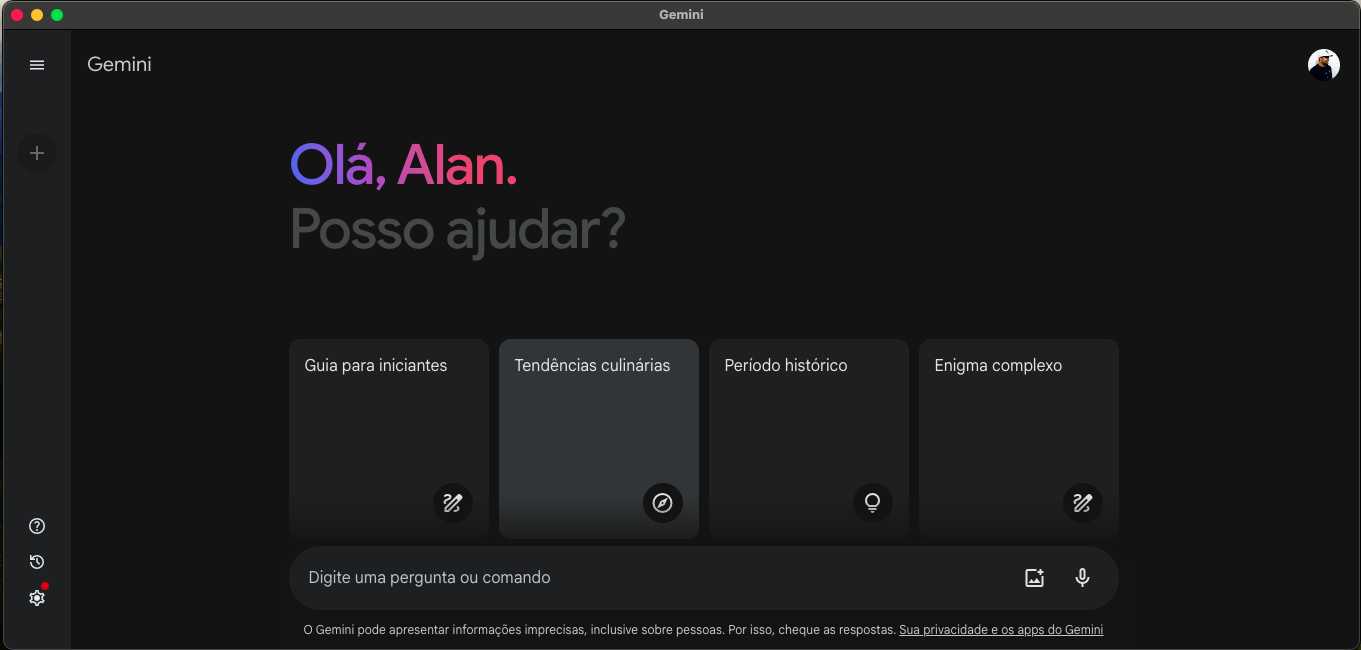 Gemini
Gemini
Olá, Alan.
Posso ajudar?
Guia para iniciantes
Tendências culinárias
Período histórico
Enigma complexo
Digite uma pergunta ou comando
O Gemini pode apresentar informações imprecisas, inclusive sobre pessoas. Por isso, cheque as respostas. Sua privacidade e os apps do Gemini